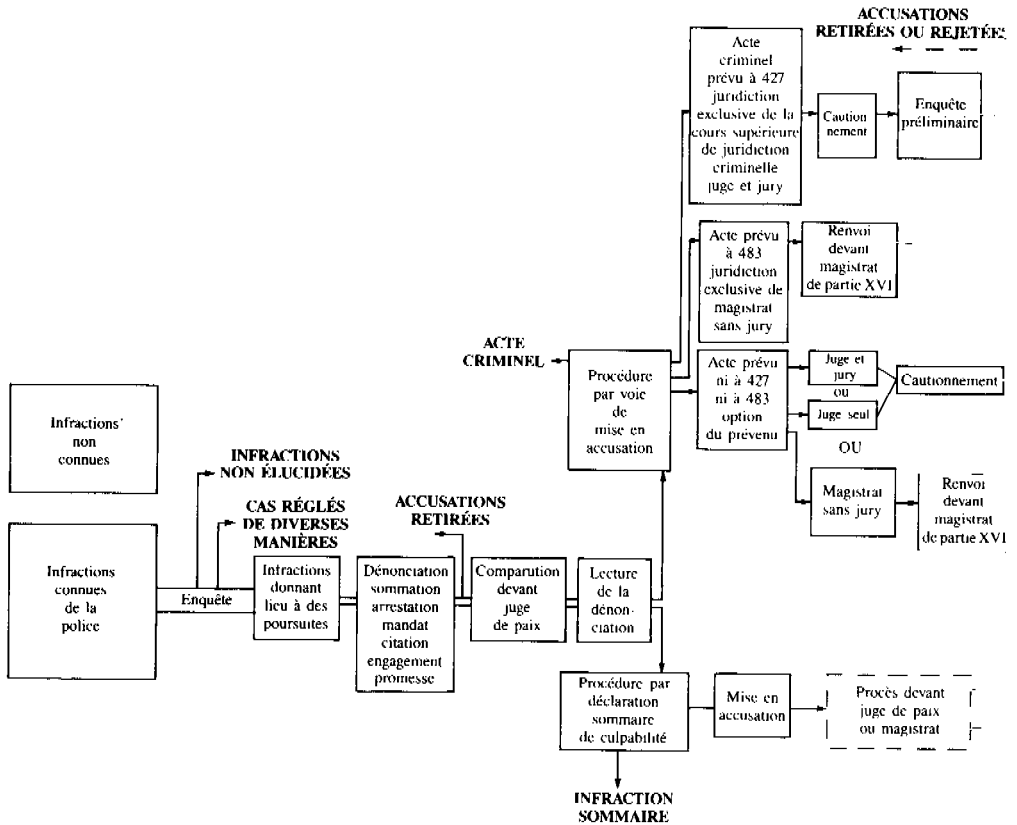 ACCUSATIONS
RETIRÉES OU REJETÉES
Acte
criminel
prévu à 427
juridiction
exclusive de la
cours supérieure
de juridiction
criminelle
juge et jury
Caution
nement
Enquête
préliminaire
Acte prévu
à 483
juridiction
exclusive de
magistrat
sans jury
Renvoi
devant
magistrat
de partie XVI
ACTE
CRIMINEL
Procédure
par voie
de
mise en
accusation
Acte prévu
ni à 427
ni à 483
option
du prévenu
Juge et
jury
ou
Juge seul
Cautionnement
OU
Magistrat
sans jury
Renvoi
devant
magistrat
de partie XVI
Infractions
non
connues
INFRACTIONS
NON ÉLUCIDÉES
CAS RÉGLÉS
DE DIVERSES
MANIÈRES
ACCUSATIONS
RETIRÉES
Infractions
connues
de la
police
Enquête
Infractions
donnant
lieu à des
poursuites
Dénonciation
sommation
arrestation
mandat
citation
engagement
promesse
Comparution
devant
juge
de paix
Lecture
de la
dénon-
ciation
Procédure par
déclaration
sommaire
de culpabilité
Mise en
accusation
Procès devant
juge de paix
ou magistrat
INFRACTION
SOMMAIRE